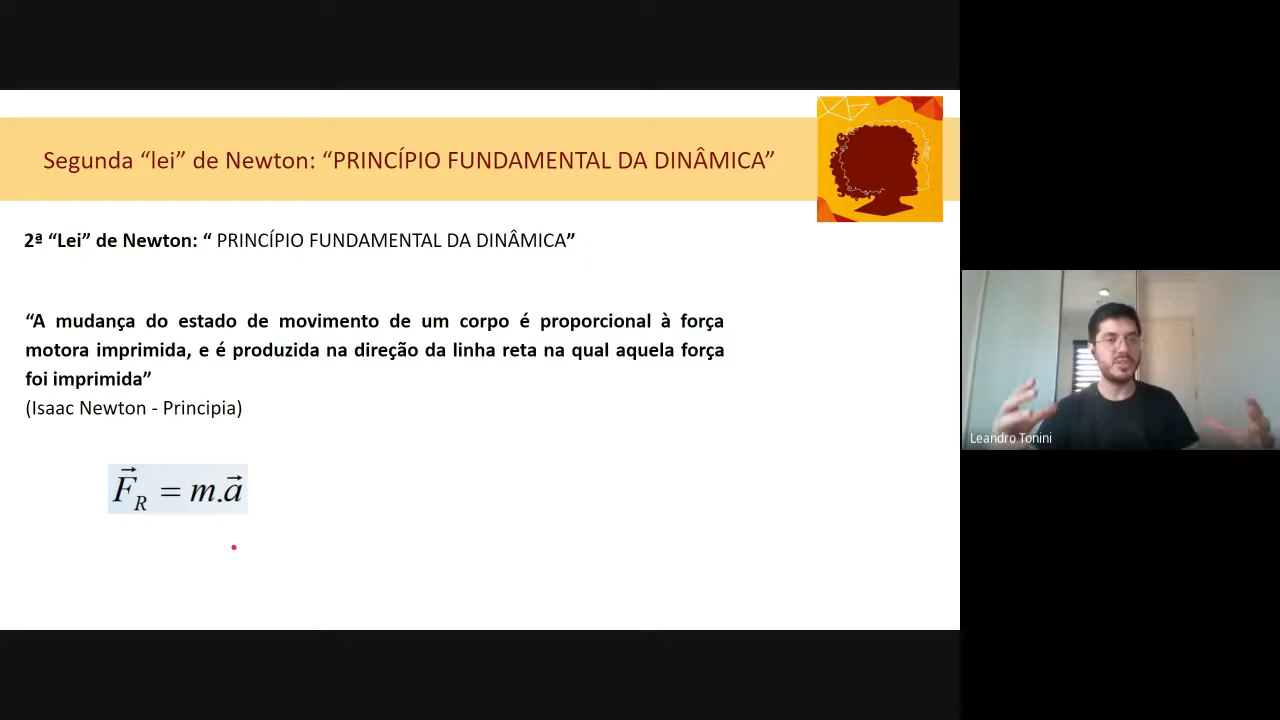 Segunda “lei” de Newton: “PRINCÍPIO FUNDAMENTAL DA DINÂMICA”
2ª “Lei” de Newton: “ PRINCÍPIO FUNDAMENTAL DA DINÂMICA”
“A mudança do estado de movimento de um corpo é proporcional à força
motora imprimida, e é produzida na direção da linha reta na qual aquela força
foi imprimida”
(Isaac Newton - Principia)
F⃗_R = m.a⃗
Leandro Tonini